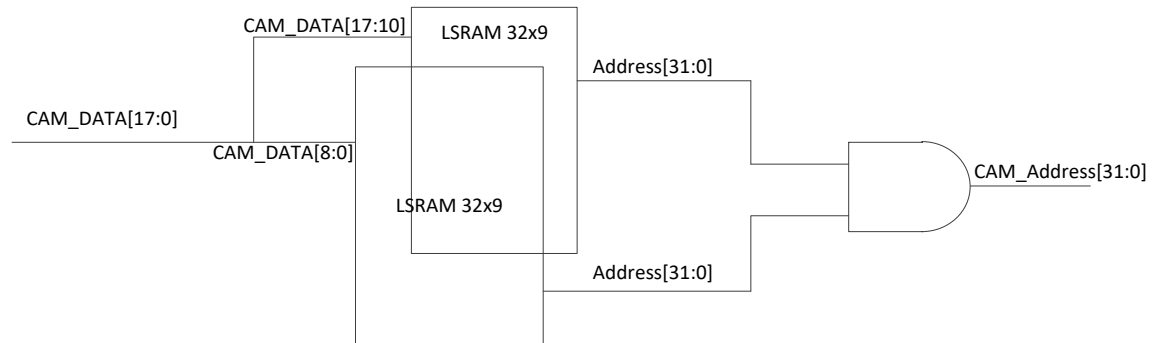 CAM_DATA[17:10]
LSRAM 32x9
Address[31:0]
CAM_DATA[17:0]
CAM_DATA[8:0]
CAM_Address[31:0]
LSRAM 32x9
Address[31:0]